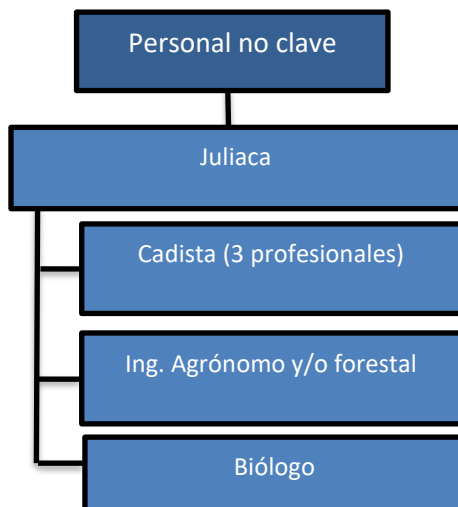 Personal no clave
Juliaca
Cadista (3 profesionales)
Ing. Agrónomo y/o forestal
Biólogo